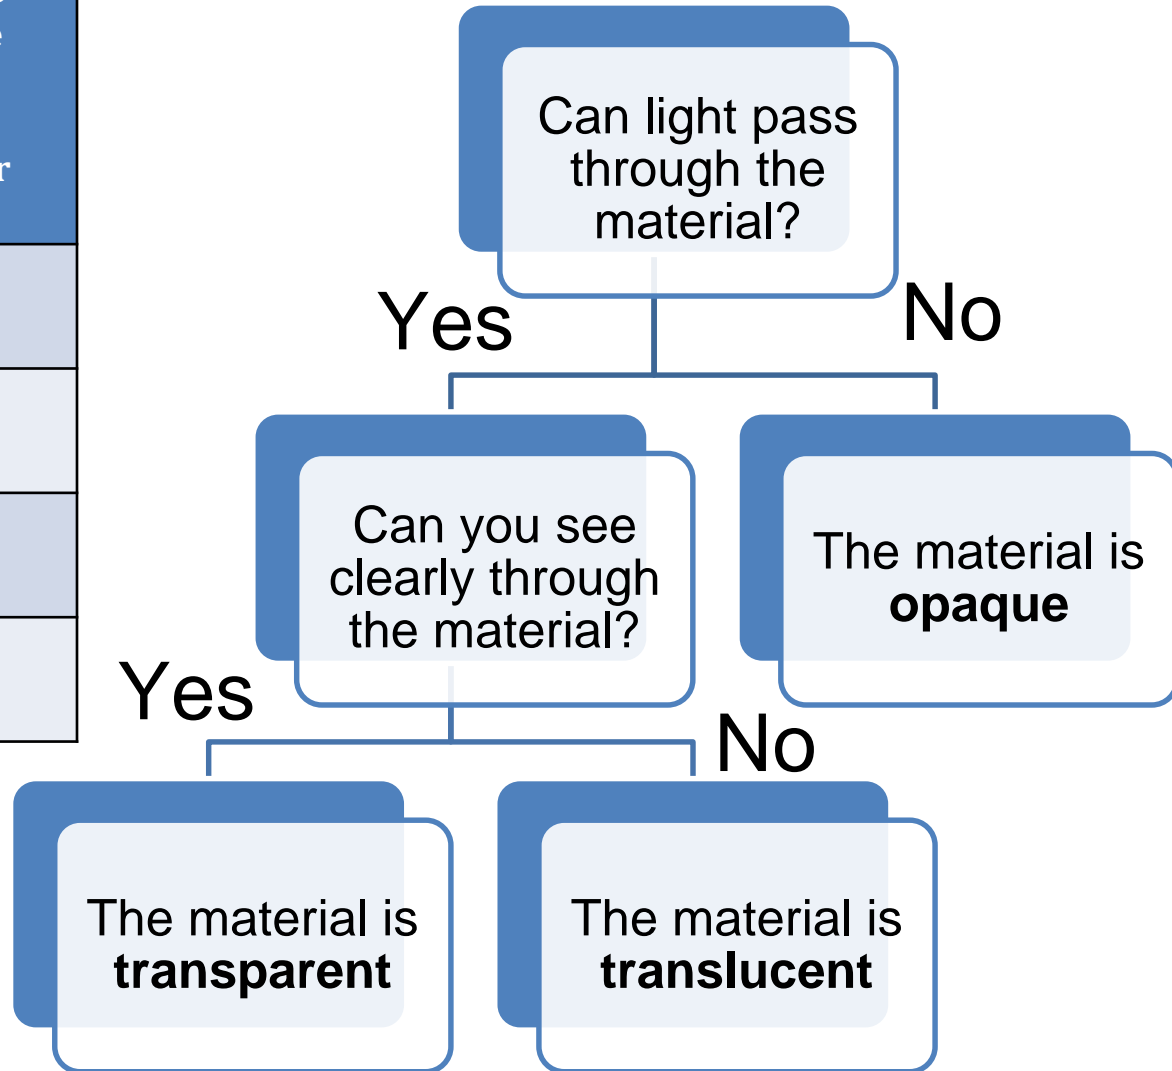 Can light pass
through the
material?
Yes
No
Can you see
clearly through
the material?
The material is
opaque
Yes
No
The material is
transparent
The material is
translucent